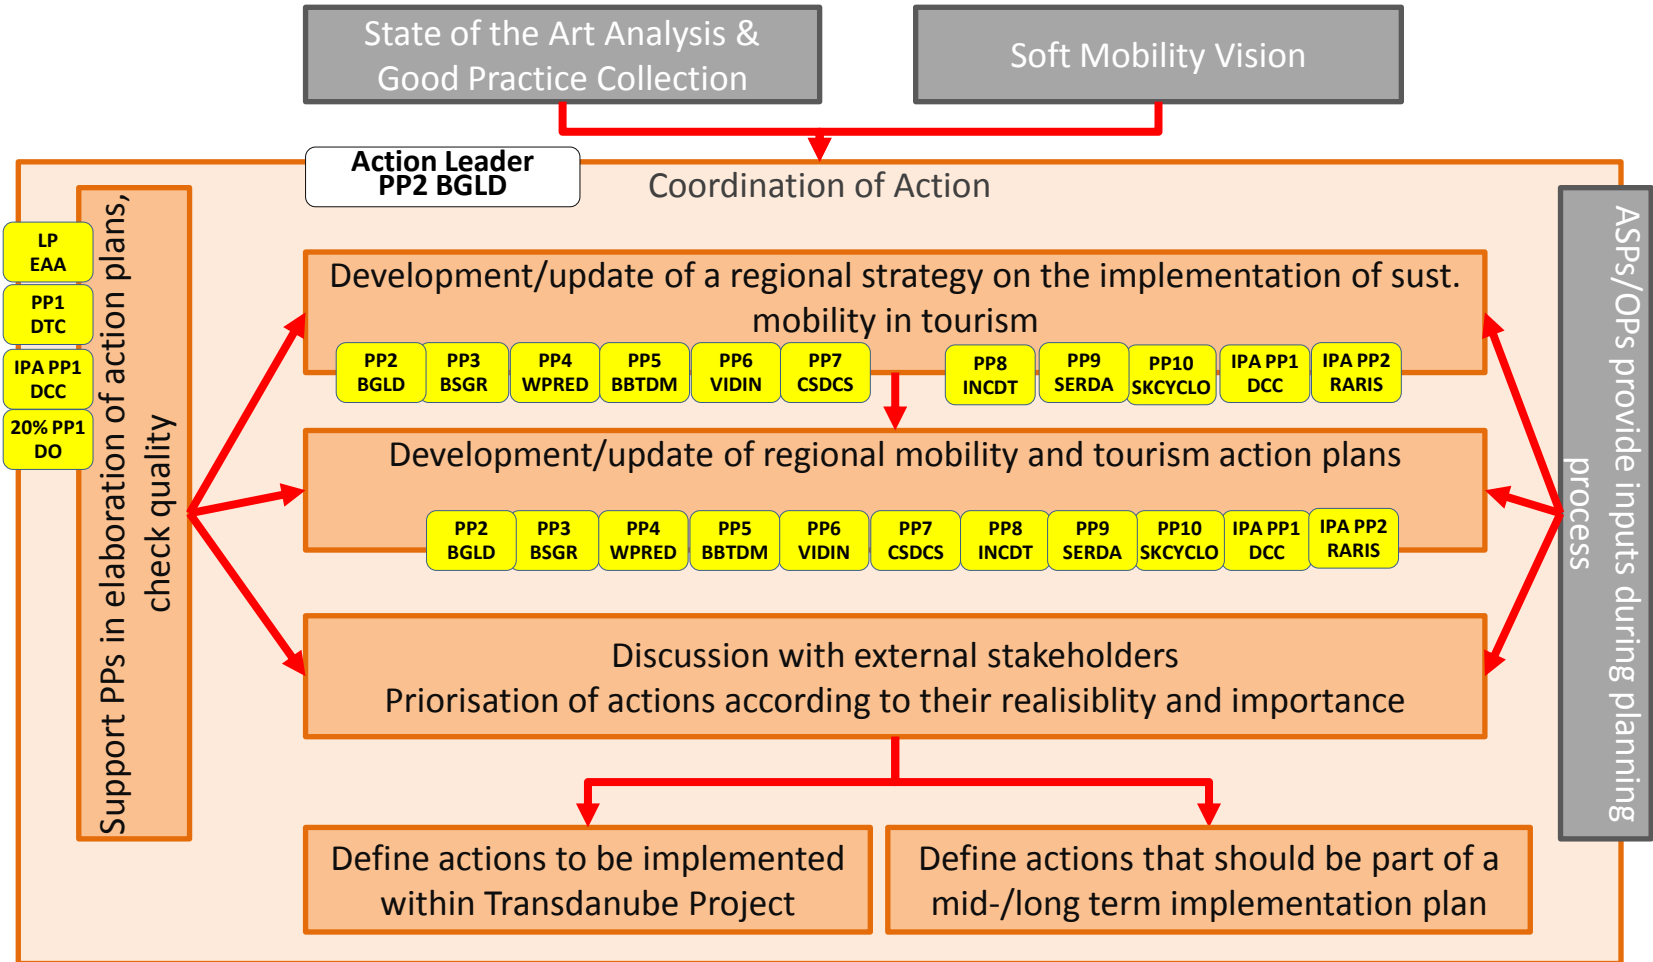 State of the Art Analysis &
Good Practice Collection
Soft Mobility Vision
Action Leader
PP2 BGLD
Coordination of Action
Support PPs in elaboration of action plans,
check quality
LP
EAA
PP1
DTC
IPA PP1
DCC
20% PP1
DO
ASPs/OPs provide inputs during planning
process
Development/update of a regional strategy on the implementation of sust.
mobility in tourism
PP2
BGLD
PP3
BSGR
PP4
WPRED
PP5
BBTDM
PP6
VIDIN
PP7
CSDCS
PP8
INCDT
PP9
SERDA
PP10
SKCYCLO
IPA PP1
DCC
IPA PP2
RARIS
Development/update of regional mobility and tourism action plans
PP2
BGLD
PP3
BSGR
PP4
WPRED
PP5
BBTDM
PP6
VIDIN
PP7
CSDCS
PP8
INCDT
PP9
SERDA
PP10
SKCYCLO
IPA PP1
DCC
IPA PP2
RARIS
Discussion with external stakeholders
Priorisation of actions according to their realisiblity and importance
Define actions to be implemented
within Transdanube Project
Define actions that should be part of a
mid-/long term implementation plan